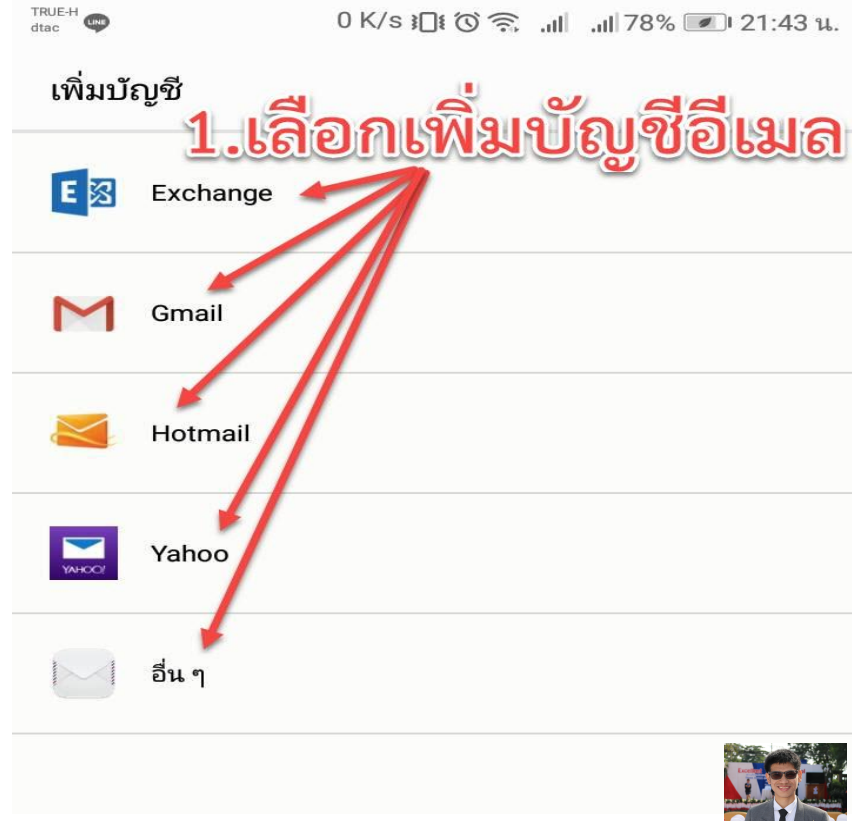 TRUE-H
dtac
LINE
0 K/s 78% 21:43 น.
เพิ่มบัญชี
1.เลือกเพิ่มบัญชีอีเมล
E Exchange
Gmail
Hotmail
YAHOO! Yahoo
อื่น ๆ